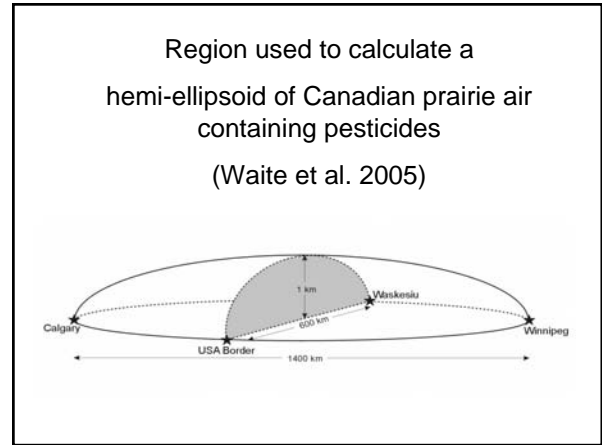 Region used to calculate a
hemi-ellipsoid of Canadian prairie air
containing pesticides
(Waite et al. 2005)
1 km
Waskesiu
600 km
Calgary
Winnipeg
USA Border
1400 km